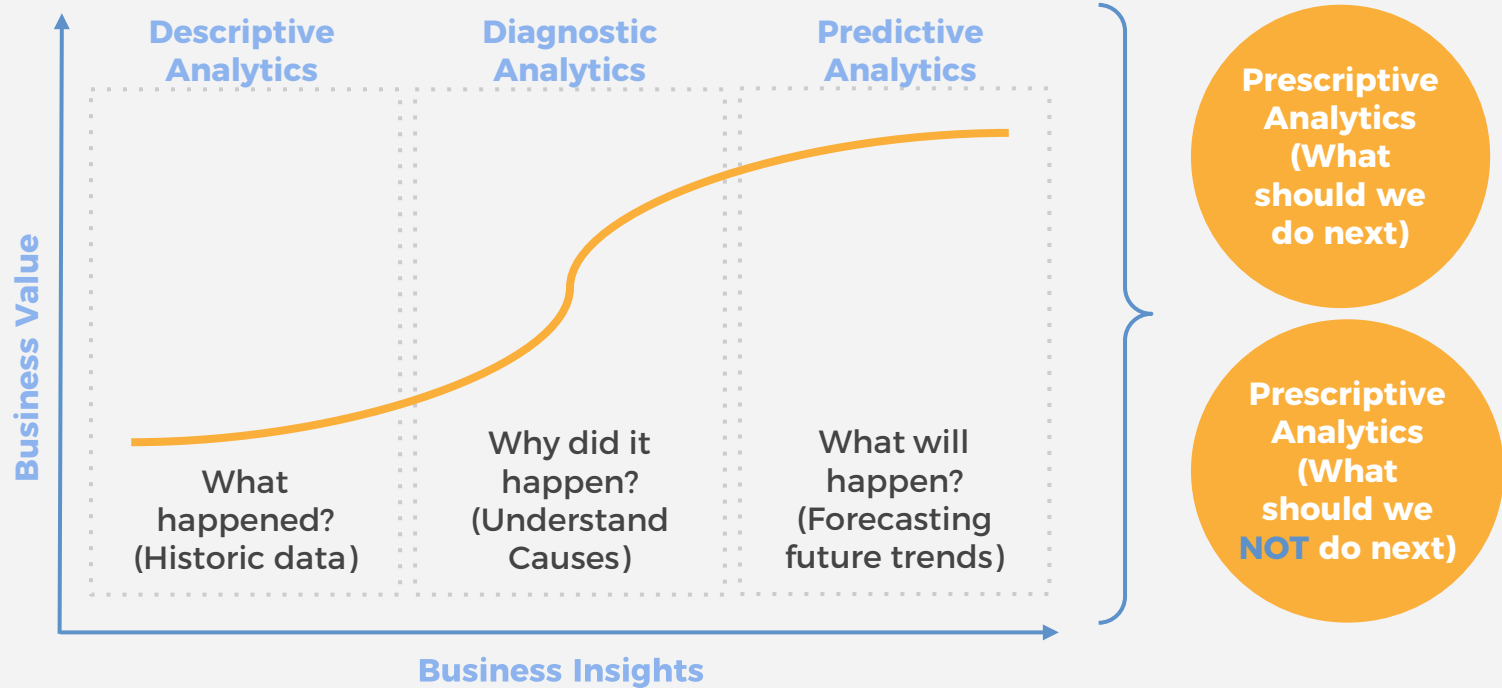 Descriptive
Analytics
Diagnostic
Analytics
Predictive
Analytics
Business Value
What
happened?
(Historic data)
Why did it
happen?
(Understand
Causes)
What will
happen?
(Forecasting
future trends)
Business Insights
Prescriptive
Analytics
(What
should we
do next)
Prescriptive
Analytics
(What
should we
NOT do next)